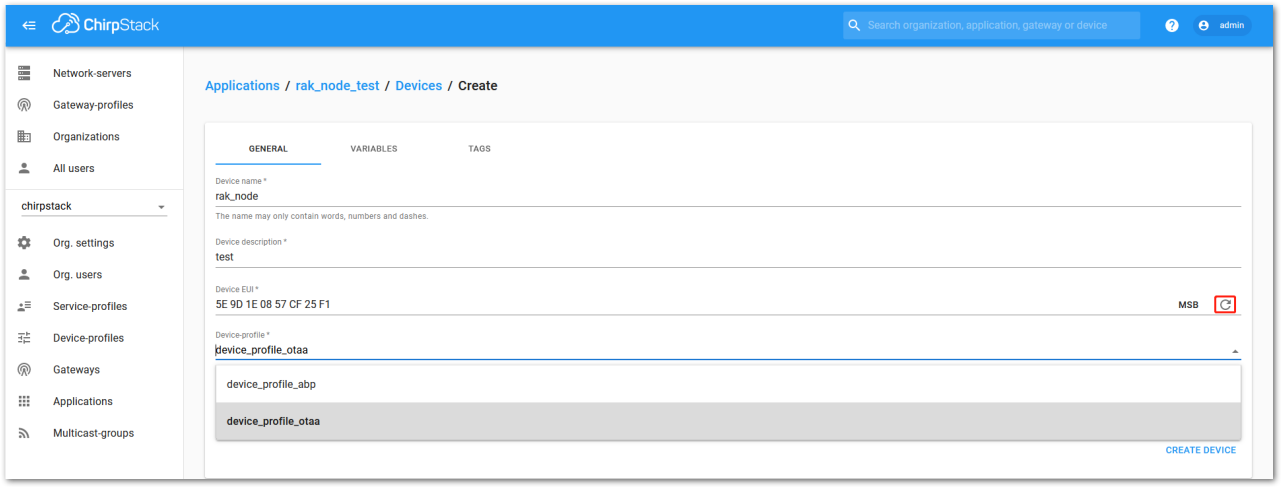 ChirpStack
Search organization, application, gateway or device
?
admin
Network-servers
Gateway-profiles
Organizations
All users
chirpstack
Org. settings
Org. users
Service-profiles
Device-profiles
Gateways
Applications
Multicast-groups
Applications / rak_node_test / Devices / Create
GENERAL VARIABLES TAGS
Device name *
rak_node
The name may only contain words, numbers and dashes.
Device description *
test
Device EUI *
5E 9D 1E 08 57 CF 25 F1 MSB
Device-profile *
device_profile_otaa
device_profile_abp
device_profile_otaa
CREATE DEVICE